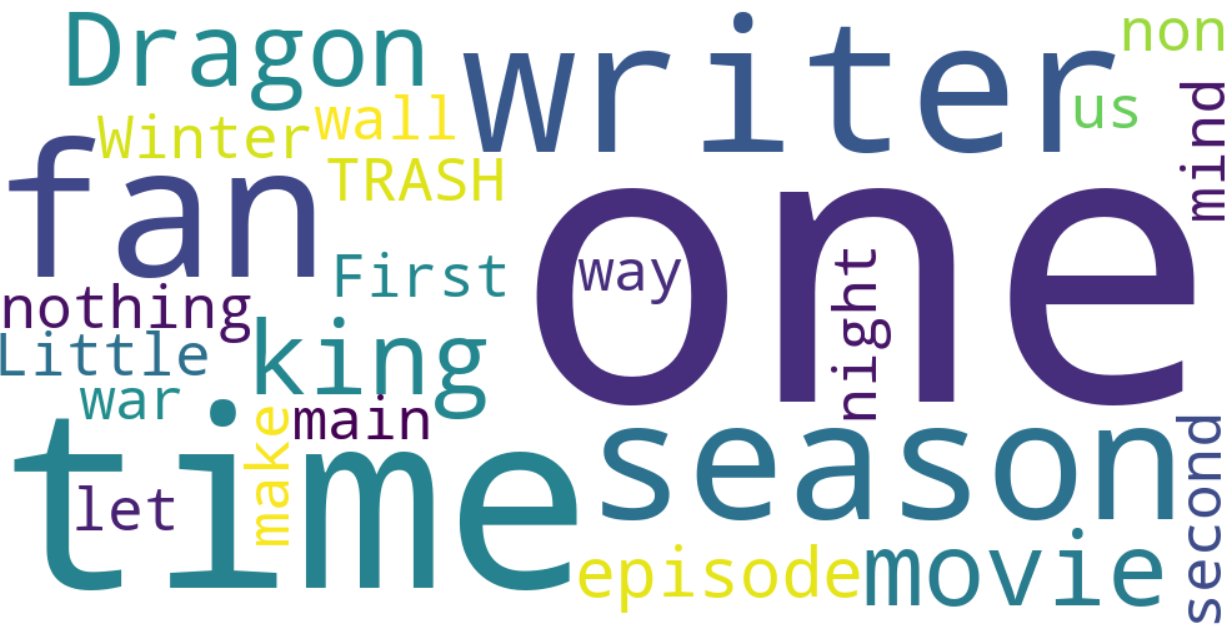 Dragon
writer
non
wall
us
Winter
mind
fan
TRASH
one
First
way
night
nothing
king
Little
war
main
make
time
season
second
let
episode
movie